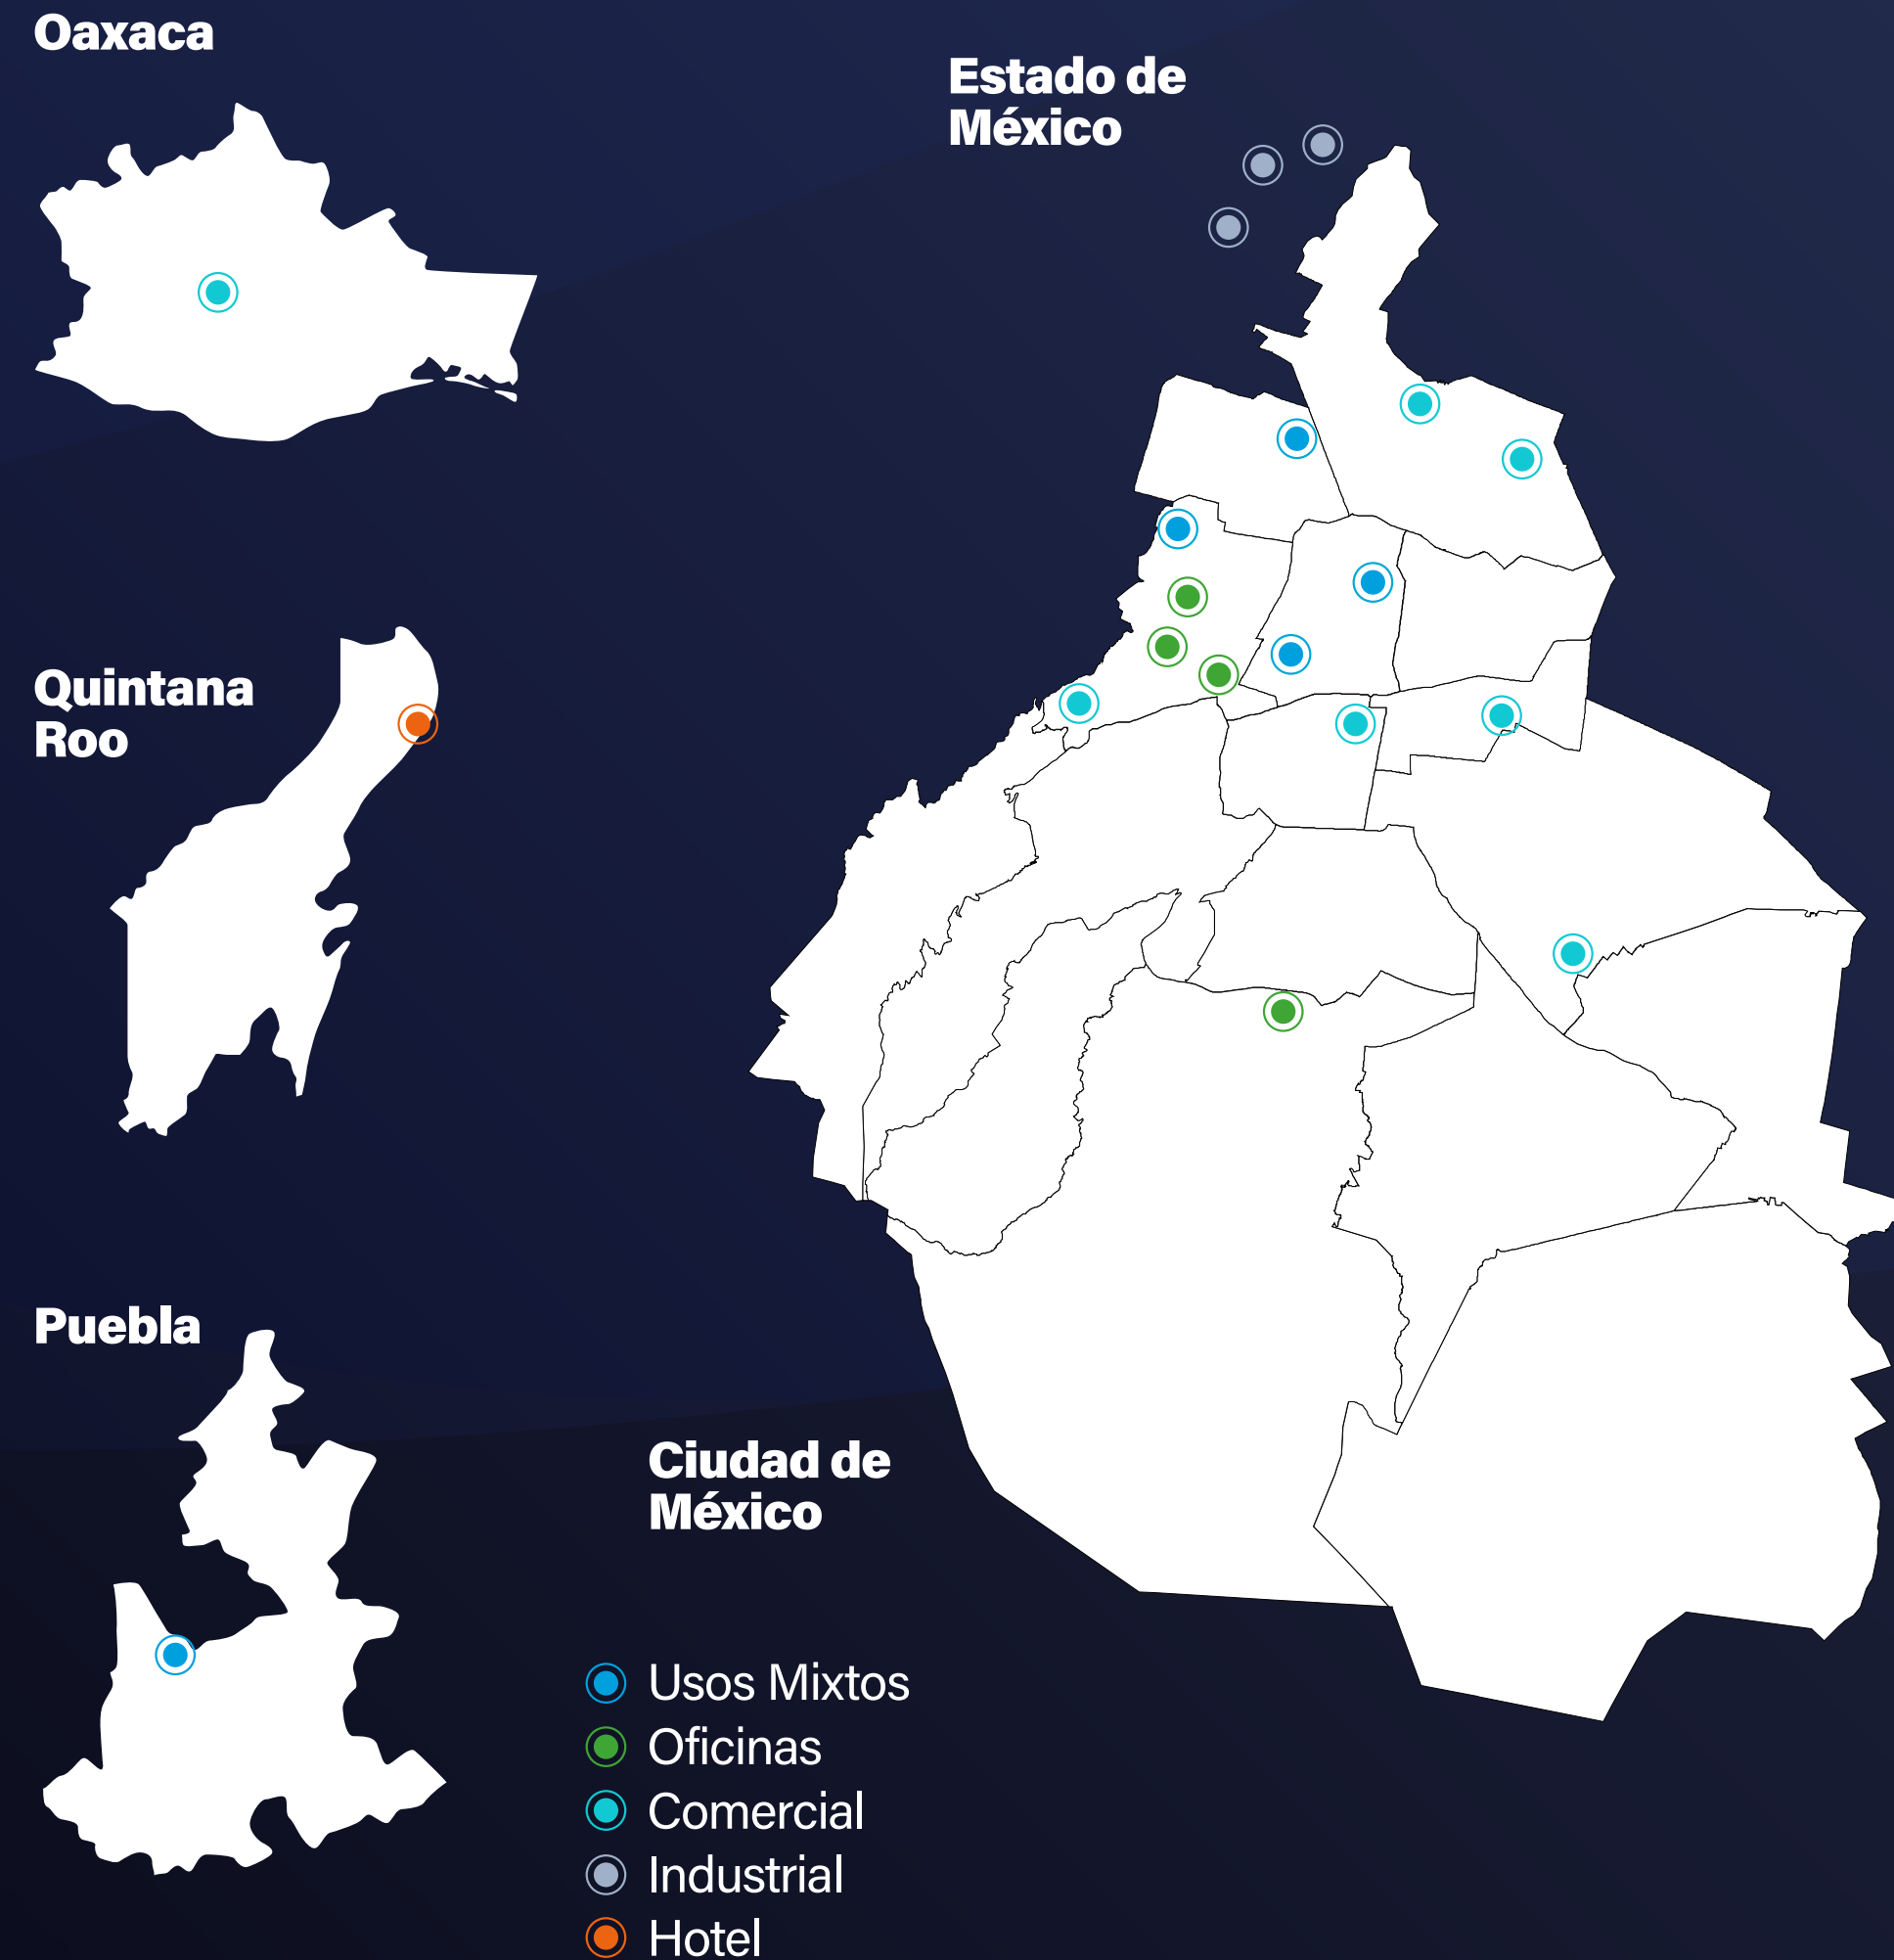 Oaxaca
Estado de
México
Quintana
Roo
Puebla
Ciudad de
México
Usos Mixtos
Oficinas
Comercial
Industrial
Hotel